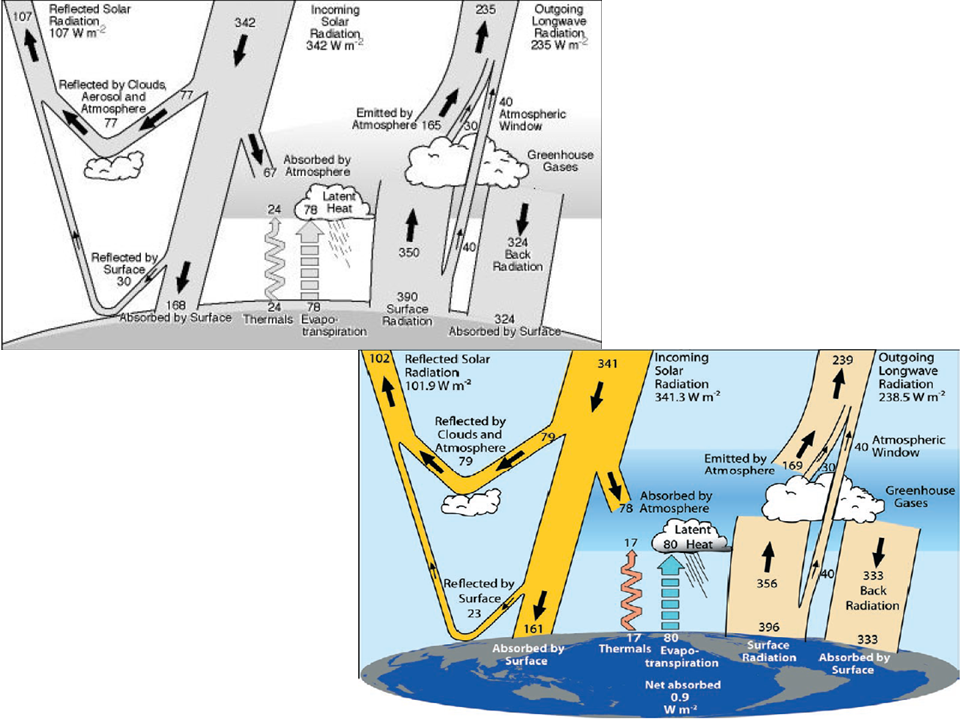 107
Reflected Solar
Radiation
107 W m-2
342
Incoming
Solar
Radiation
342 W m-2
235
Outgoing
Longwave
Radiation
235 W m-2
Reflected by Clouds,
Aerosol and
Atmosphere
77
77
Emitted by
Atmosphere
165
30
40
Atmospheric
Window
Greenhouse
Gases
67
Absorbed by
Atmosphere
24
78
Latent
Heat
350
40
324
Back
Radiation
Reflected by
Surface
30
168
Absorbed by Surface
24
Thermals
78
Evapo-
transpiration
390
Surface
Radiation
324
Absorbed by Surface
102
Reflected Solar
Radiation
101.9 W m-2
341
Incoming
Solar
Radiation
341.3 W m-2
239
Outgoing
Longwave
Radiation
238.5 W m-2
Reflected by
Clouds and
Atmosphere
79
79
Emitted by
Atmosphere
169
30
40
Atmospheric
Window
Greenhouse
Gases
78
Absorbed by
Atmosphere
17
80
Latent
Heat
356
40
333
Back
Radiation
Reflected by
Surface
23
161
Absorbed by
Surface
17
Thermals
80
Evapo-
transpiration
396
Surface
Radiation
333
Absorbed by
Surface
Net absorbed
0.9
W m-2